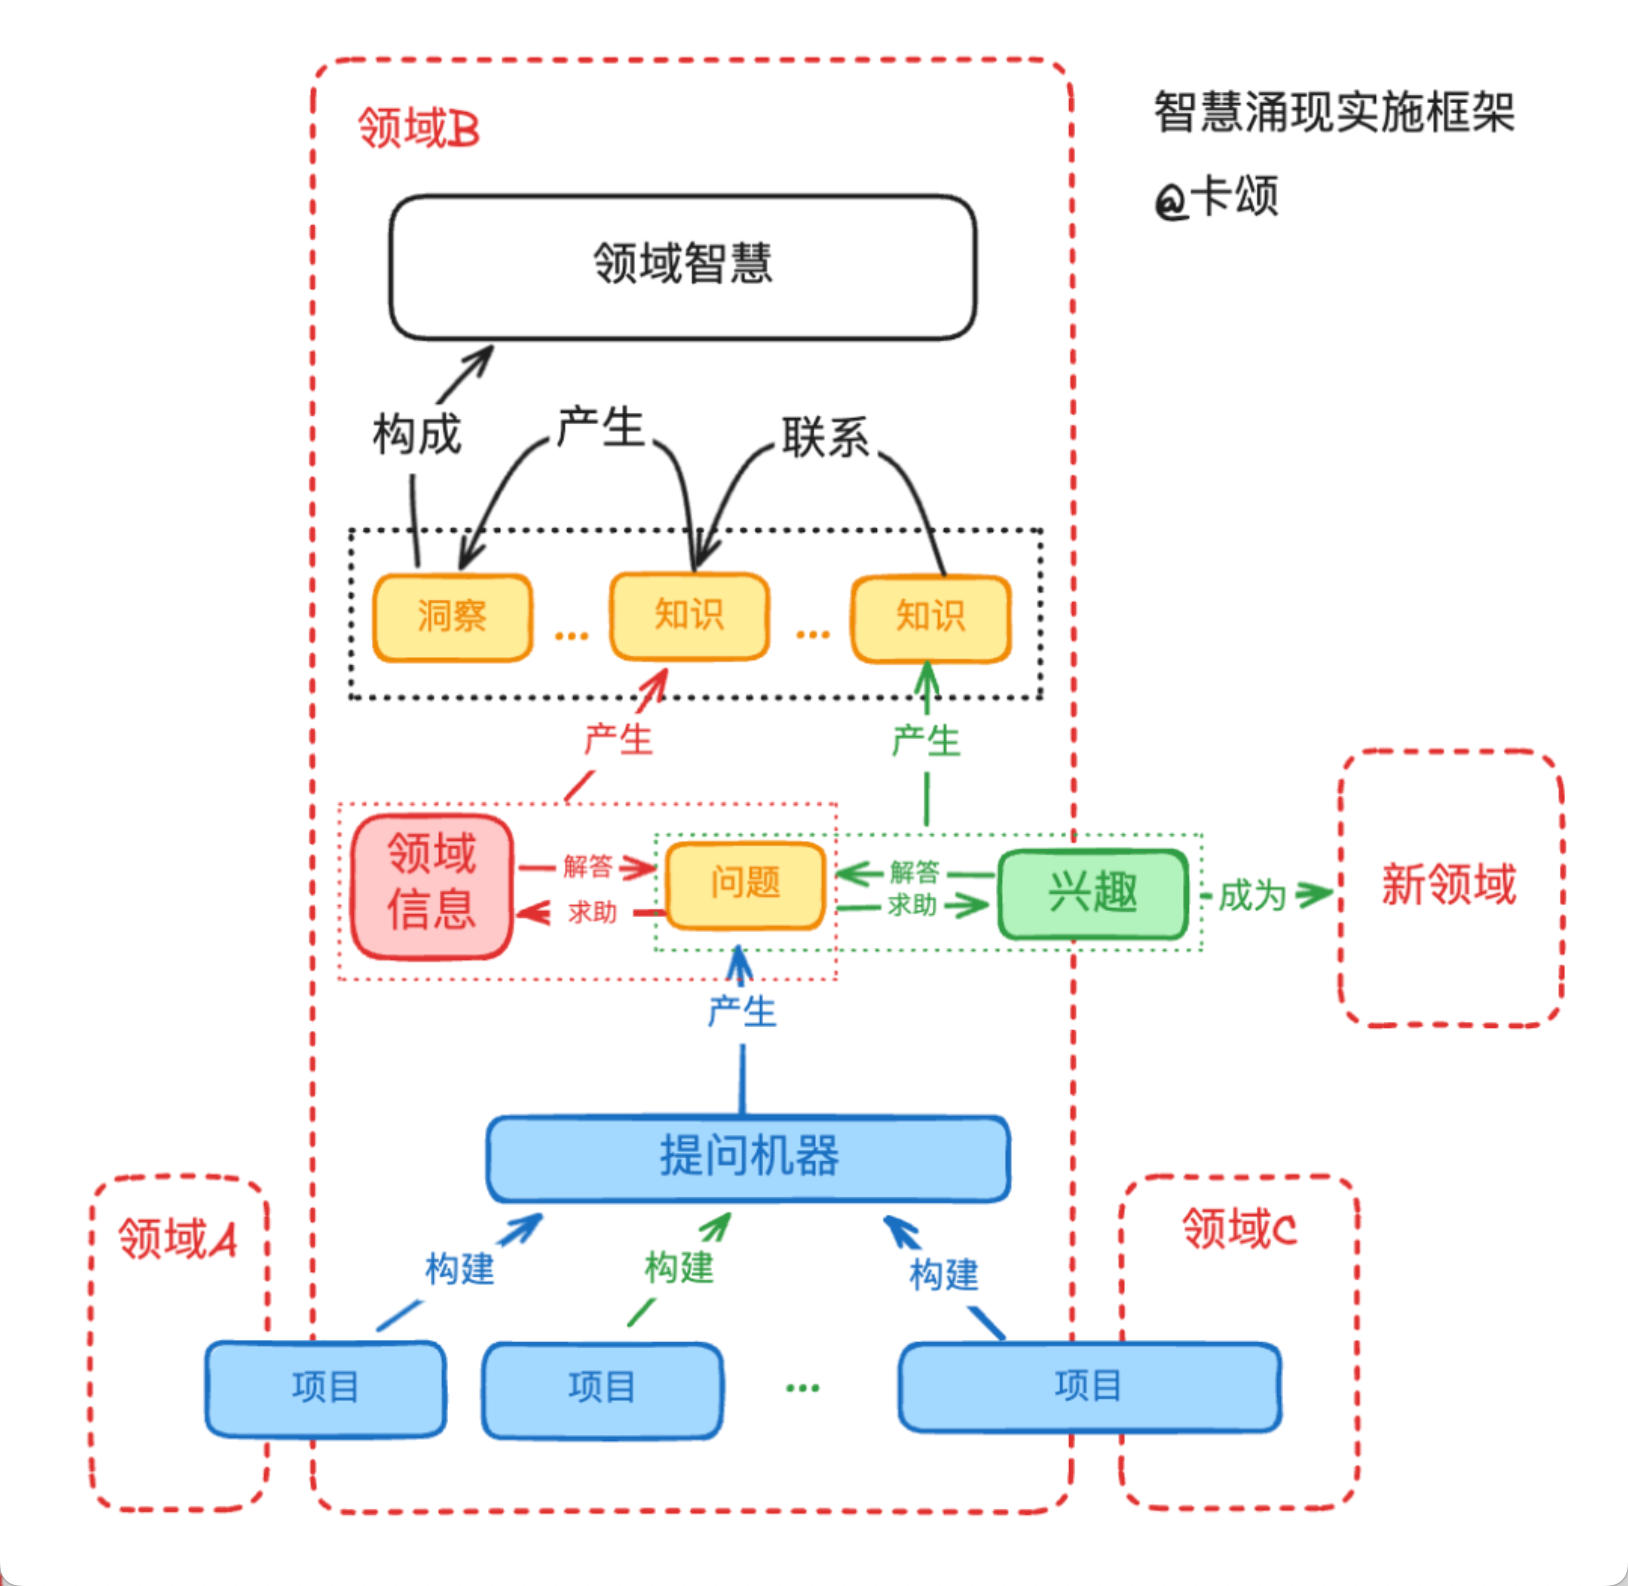 智慧涌现实施框架
@卡颂
领域B
领域智慧
构成
产生
联系
洞察
...
知识
...
知识
产生
产生
领域
信息
解答
求助
问题
解答
求助
兴趣
成为
新领域
产生
提问机器
领域A
领域C
构建
构建
构建
项目
项目
...
项目